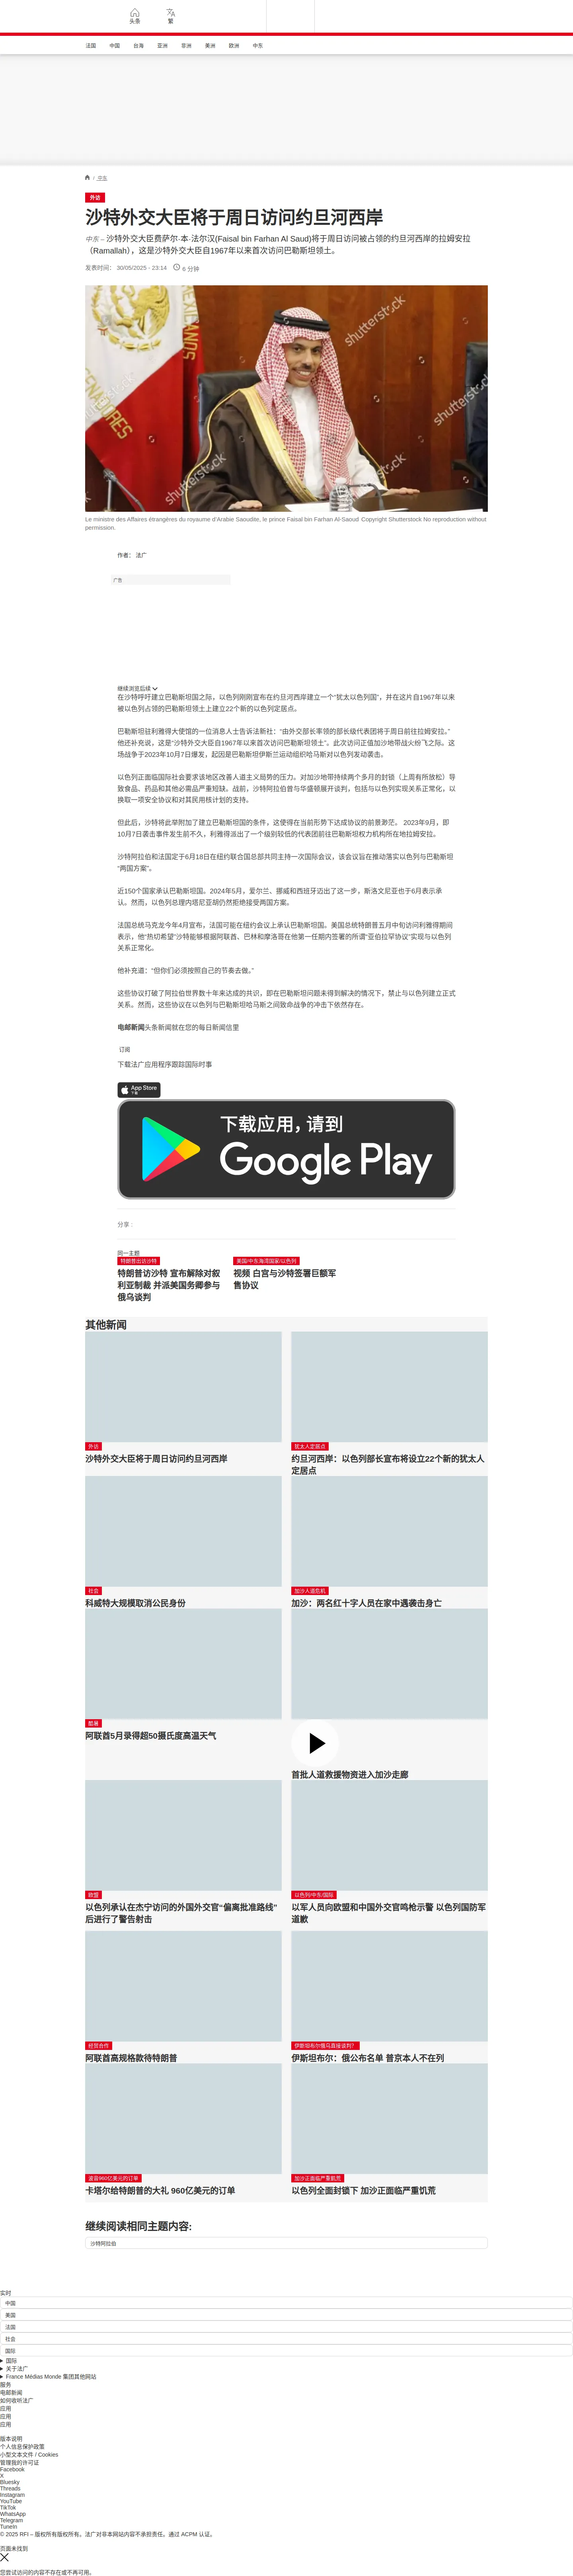 头条
繁
法国
中国
台海
亚洲
非洲
美洲
欧洲
中东
/ 中东
外访
沙特外交大臣将于周日访问约旦河西岸
中东 – 沙特外交大臣费萨尔·本·法尔汉(Faisal bin Farhan Al Saud)将于周日访问被占领的约旦河西岸的拉姆安拉
（Ramallah），这是沙特外交大臣自1967年以来首次访问巴勒斯坦领土。
发表时间： 30/05/2025 - 23:14
6 分钟
shutterstock
shutterstock
shutterstock
Le ministre des Affaires étrangères du royaume d'Arabie Saoudite, le prince Faisal bin Farhan Al-Saoud Copyright Shutterstock No reproduction without
permission.
作者： 法广
广告
继续浏览后续
在沙特呼吁建立巴勒斯坦国之际，以色列刚刚宣布在约旦河西岸建立一个“犹太以色列国”，并在这片自1967年以来
被以色列占领的巴勒斯坦领土上建立22个新的以色列定居点。
巴勒斯坦驻利雅得大使馆的一位消息人士告诉法新社：“由外交部长率领的部长级代表团将于周日前往拉姆安拉。”
他还补充说，这是“沙特外交大臣自1967年以来首次访问巴勒斯坦领土”。此次访问正值加沙地带战火纷飞之际。这
场战争于2023年10月7日爆发，起因是巴勒斯坦伊斯兰运动组织哈马斯对以色列发动袭击。
以色列正面临国际社会要求该地区改善人道主义局势的压力。对加沙地带持续两个多月的封锁（上周有所放松）导
致食品、药品和其他必需品严重短缺。战前，沙特阿拉伯曾与华盛顿展开谈判，包括与以色列实现关系正常化，以
换取一项安全协议和对其民用核计划的支持。
但此后，沙特将此举附加了建立巴勒斯坦国的条件，这使得在当前形势下达成协议的前景渺茫。 2023年9月，即
10月7日袭击事件发生前不久，利雅得派出了一个级别较低的代表团前往巴勒斯坦权力机构所在地拉姆安拉。
沙特阿拉伯和法国定于6月18日在纽约联合国总部共同主持一次国际会议，该会议旨在推动落实以色列与巴勒斯坦
“两国方案”。
近150个国家承认巴勒斯坦国。2024年5月，爱尔兰、挪威和西班牙迈出了这一步，斯洛文尼亚也于6月表示承
认。然而，以色列总理内塔尼亚胡仍然拒绝接受两国方案。
法国总统马克龙今年4月宣布，法国可能在纽约会议上承认巴勒斯坦国。美国总统特朗普五月中旬访问利雅得期间
表示，他“热切希望”沙特能够根据阿联酋、巴林和摩洛哥在他第一任期内签署的所谓“亚伯拉罕协议”实现与以色列
关系正常化。
他补充道：“但你们必须按照自己的节奏去做。”
这些协议打破了阿拉伯世界数十年来达成的共识，即在巴勒斯坦问题未得到解决的情况下，禁止与以色列建立正式
关系。然而，这些协议在以色列与巴勒斯坦哈马斯之间致命战争的冲击下依然存在。
电邮新闻头条新闻就在您的每日新闻信里
订阅
下载法广应用程序跟踪国际时事
App Store
下载
下载应用，请到
Google Play
分享 :
同一主题
特朗普出访沙特
特朗普访沙特 宣布解除对叙
利亚制裁 并派美国务卿参与
俄乌谈判
美国/中东海湾国家/以色列
视频 白宫与沙特签署巨额军
售协议
其他新闻
外访
沙特外交大臣将于周日访问约旦河西岸
犹太人定居点
约旦河西岸：以色列部长宣布将设立22个新的犹太人
定居点
社会
科威特大规模取消公民身份
加沙人道危机
加沙：两名红十字人员在家中遇袭击身亡
酷暑
阿联酋5月录得超50摄氏度高温天气
首批人道救援物资进入加沙走廊
欧盟
以色列承认在杰宁访问的外国外交官"偏离批准路线"
后进行了警告射击
以色列/中东/国际
以军人员向欧盟和中国外交官鸣枪示警 以色列国防军
道歉
经贸合作
阿联酋高规格款待特朗普
伊斯坦布尔俄乌直接谈判?
伊斯坦布尔：俄公布名单 普京本人不在列
波音960亿美元的订单
卡塔尔给特朗普的大礼 960亿美元的订单
加沙正面临严重饥荒
以色列全面封锁下 加沙正面临严重饥荒
继续阅读相同主题内容:
沙特阿拉伯
实时
中国
美国
法国
社会
国际
国际
关于法广
France Médias Monde 集团其他网站
服务
电邮新闻
如何收听法广
应用
应用
应用
版本说明
个人信息保护政策
小型文本文件 / Cookies
管理我的许可证
Facebook
X
Bluesky
Threads
Instagram
YouTube
TikTok
WhatsApp
Telegram
TuneIn
© 2025 RFI – 版权所有版权所有。法广对非本网站内容不承担责任。通过 ACPM 认证。
页面未找到
您尝试访问的内容不存在或不再可用。